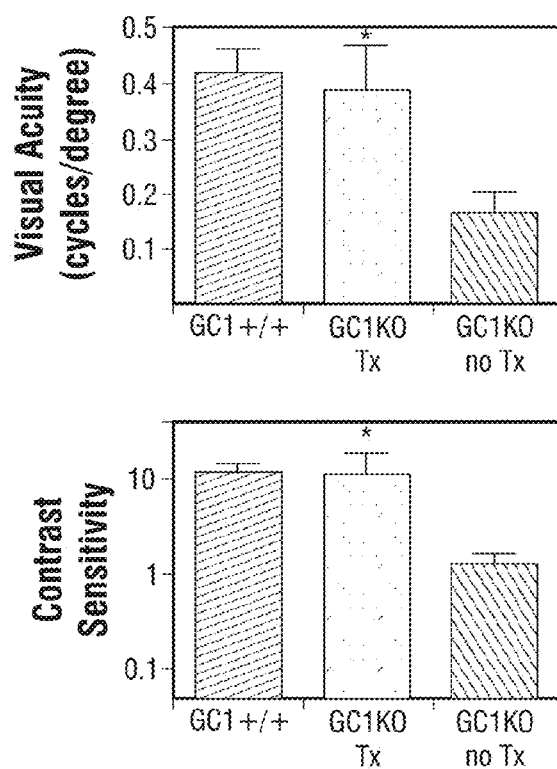 Visual Acuity
(cycles/degree)
0.5
0.4
0.3
0.2
0.1
*
GC1+/+ GC1KO GC1KO
Tx no Tx
Contrast
Sensitivity
10
1
0.1
*
GC1+/+ GC1KO GC1KO
Tx no Tx